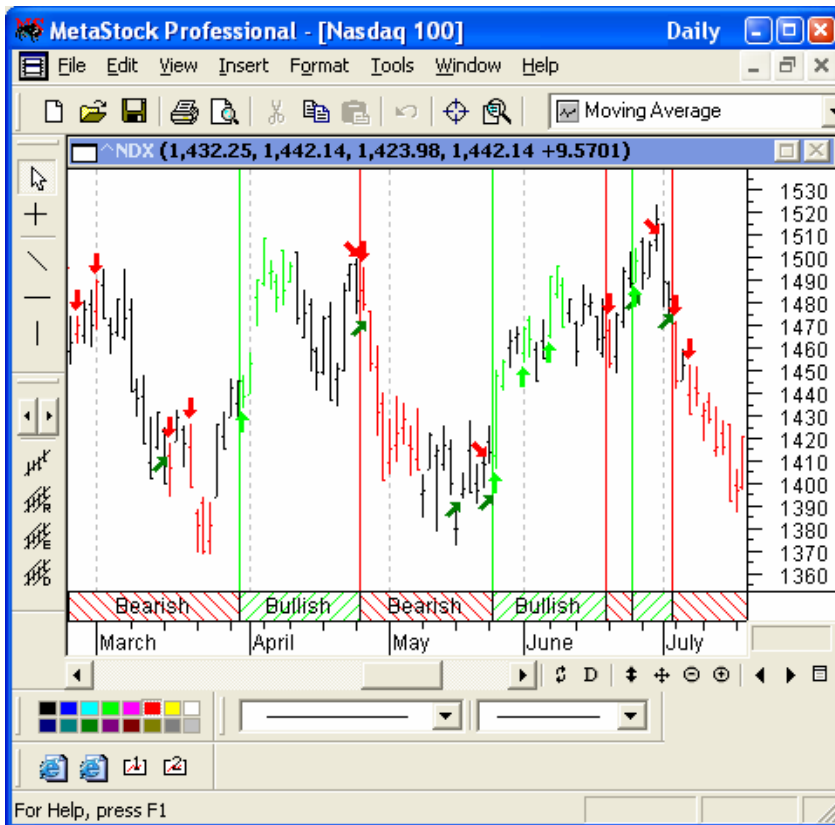 MetaStock Professional - [Nasdaq 100] Daily
File Edit View Insert Format Tools Window Help
Moving Average
^NDX (1,432.25, 1,442.14, 1,423.98, 1,442.14 +9.5701)
1530
1520
1510
1500
1490
1480
1470
1460
1450
1440
1430
1420
1410
1400
1390
1380
1370
1360
R
E
D
Bearish Bullish Bearish Bullish
March April May June July
D
1 2
For Help, press F1